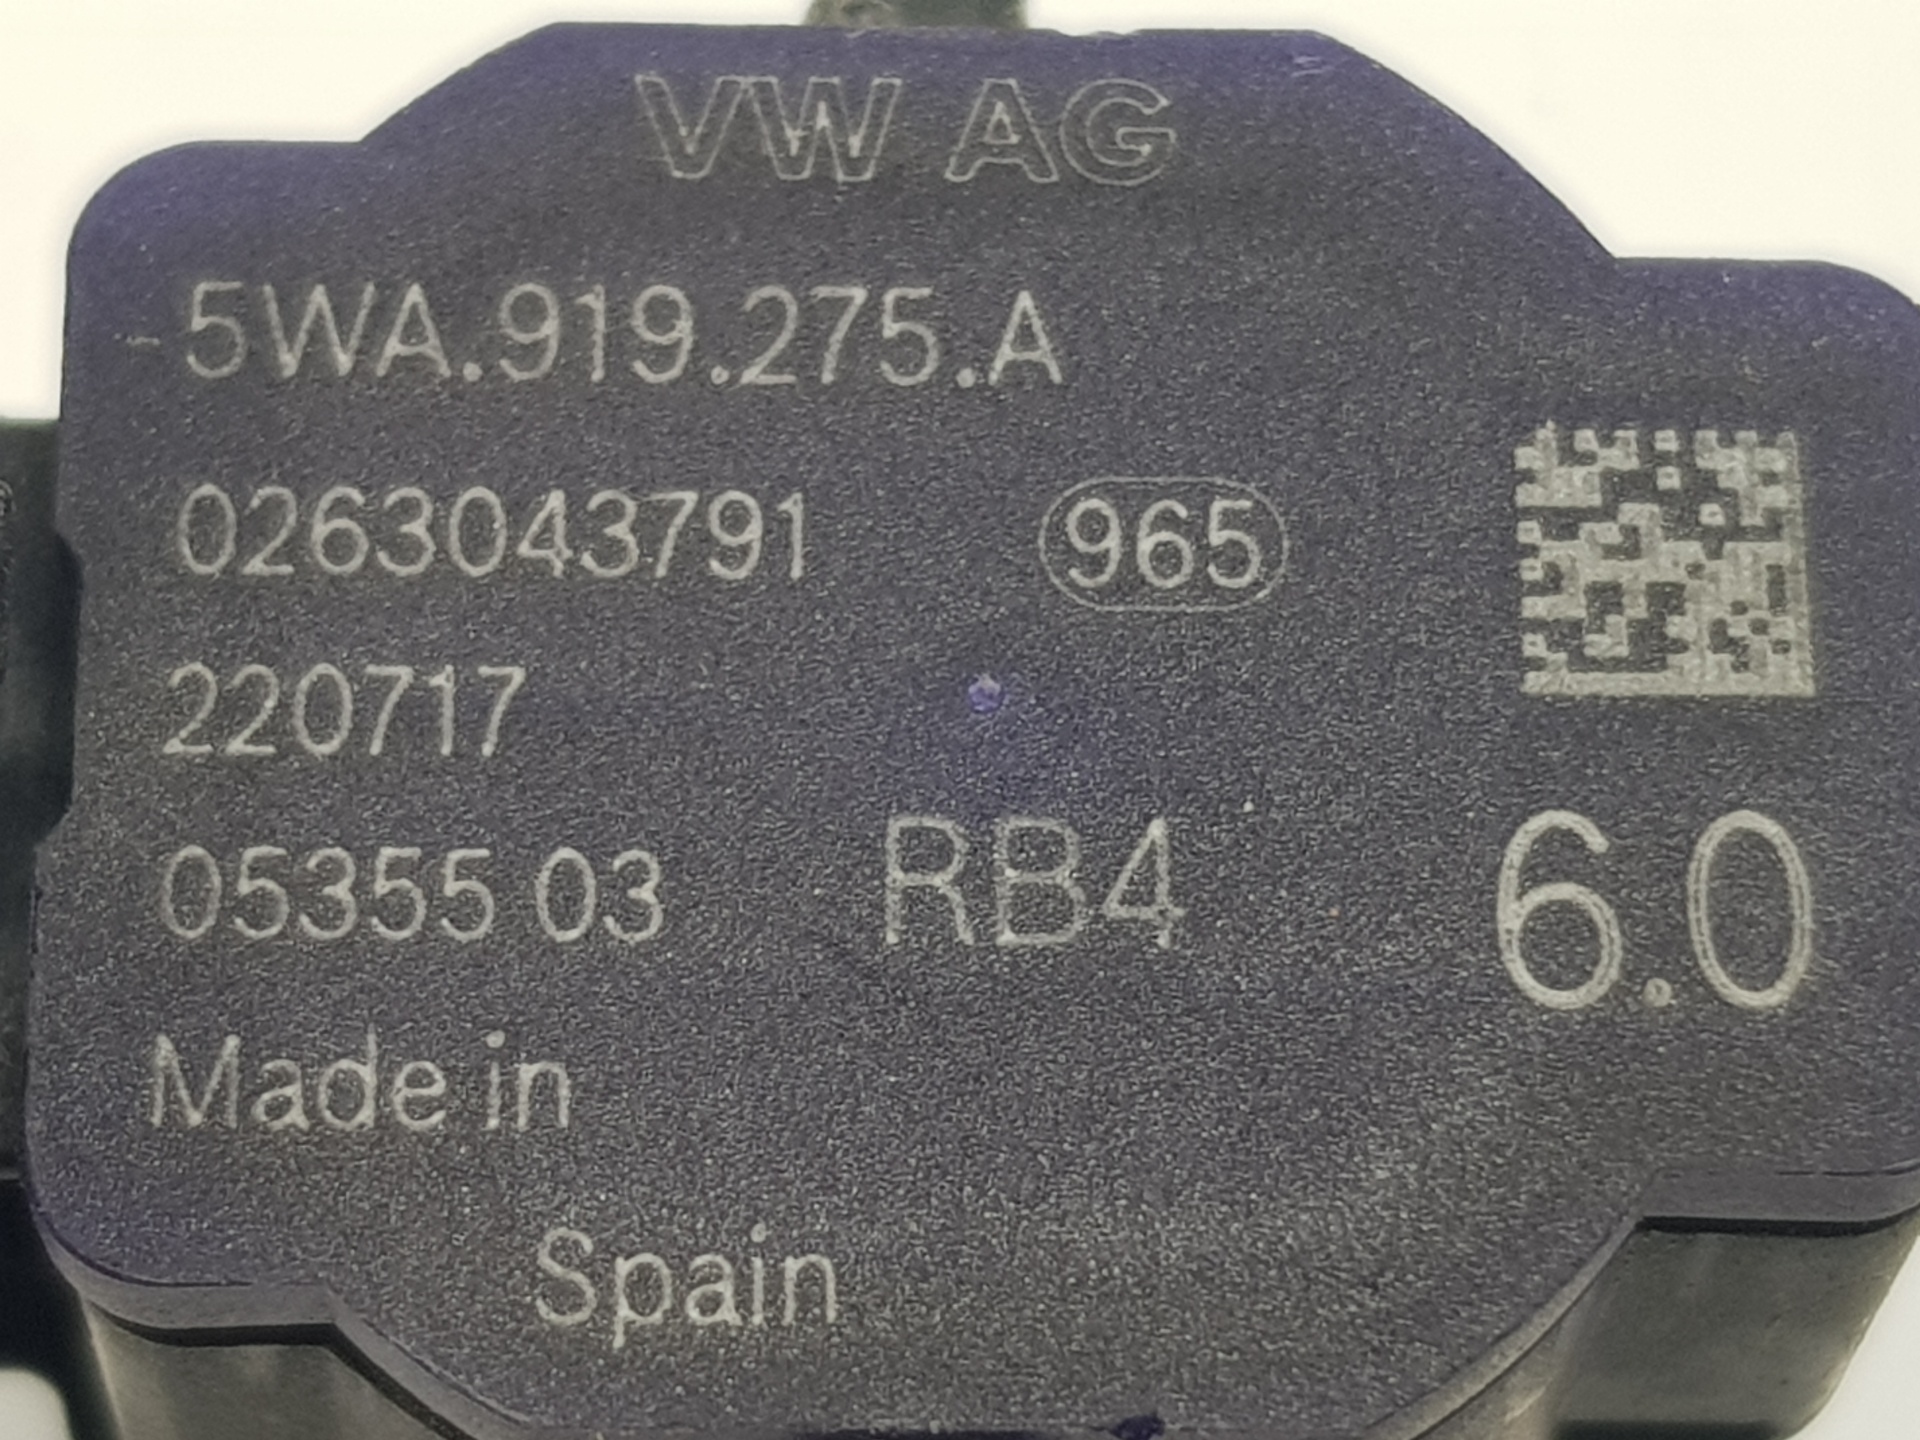 VW AG
5WA.919.275.A
0263043791 965
220717
05355 03 RB4 6.0
Made in
Spain